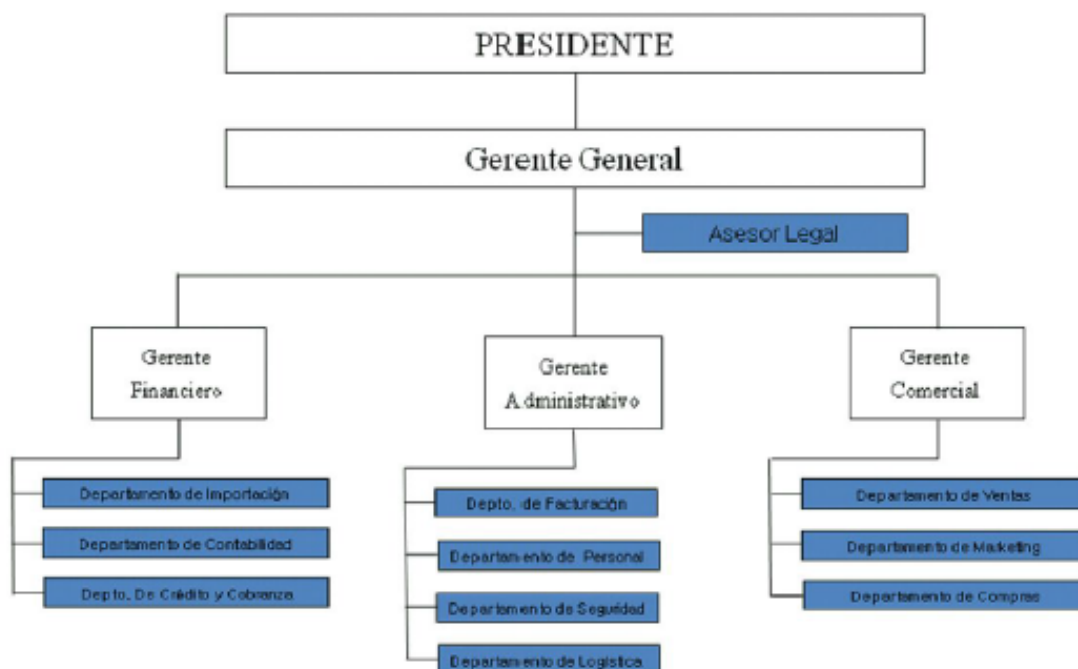 PRESIDENTE
Gerente General
Asesor Legal
Gerente
Financiero
Gerente
Administrativo
Gerente
Comercial
Departamento de Importación
Departamento de Contabilidad
Depto. De Crédito y Cobranza
Depto. de Facturación
Departamento de Personal
Departamento de Seguridad
Departamento de Logística.
Departamento de Ventas
Departamento de Marketing
Departamento de Compras